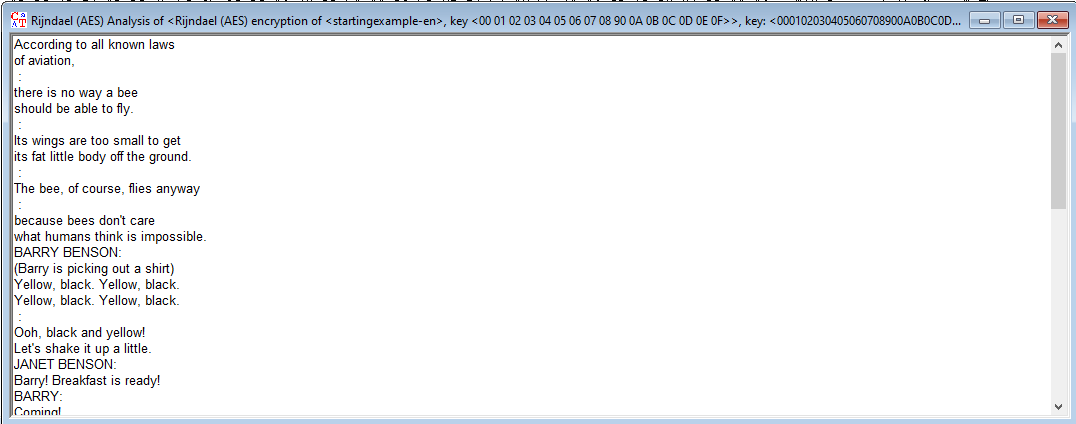 Rijndael (AES) Analysis of <Rijndael (AES) encryption of <startingexample-en>, key <00 01 02 03 04 05 06 07 08 90 0A 0B 0C 0D 0E 0F>>, key: <000102030405060708900A0B0C0D...
According to all known laws
of aviation,
:
there is no way a bee
should be able to fly.
:
Its wings are too small to get
its fat little body off the ground.
:
The bee, of course, flies anyway
:
because bees don't care
what humans think is impossible.
BARRY BENSON:
(Barry is picking out a shirt)
Yellow, black. Yellow, black.
Yellow, black. Yellow, black.
:
Ooh, black and yellow!
Let's shake it up a little.
JANET BENSON:
Barry! Breakfast is ready!
BARRY:
Coming!